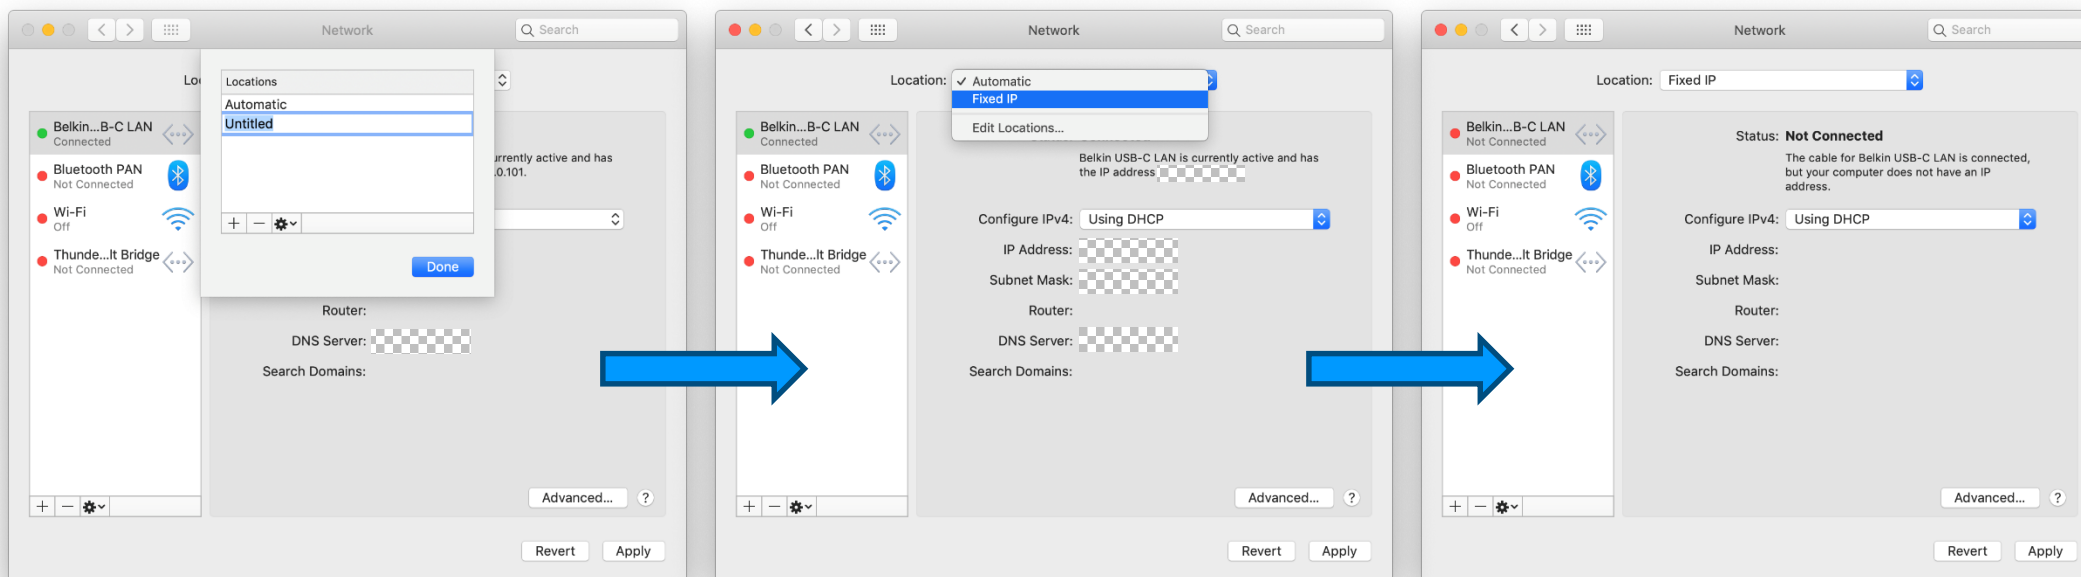 Network
Search
Lo
Locations
Automatic
Untitled
Done
Belkin...B-C LAN
Connected
Bluetooth PAN
Not Connected
Wi-Fi
Off
Thunde...lt Bridge
Not Connected
urrently active and has
.0.101.
Router:
DNS Server:
Search Domains:
Advanced...
?
Revert
Apply
Network
Search
Location:
Automatic
Fixed IP
Edit Locations...
Belkin...B-C LAN
Connected
Bluetooth PAN
Not Connected
Wi-Fi
Off
Thunde...lt Bridge
Not Connected
Belkin USB-C LAN is currently active and has
the IP address
Configure IPv4: Using DHCP
IP Address:
Subnet Mask:
Router:
DNS Server:
Search Domains:
Advanced...
?
Revert
Apply
Network
Search
Location: Fixed IP
Belkin...B-C LAN
Not Connected
Bluetooth PAN
Not Connected
Wi-Fi
Off
Thunde...lt Bridge
Not Connected
Status: Not Connected
The cable for Belkin USB-C LAN is connected,
but your computer does not have an IP
address.
Configure IPv4: Using DHCP
IP Address:
Subnet Mask:
Router:
DNS Server:
Search Domains:
Advanced...
?
Revert
Apply